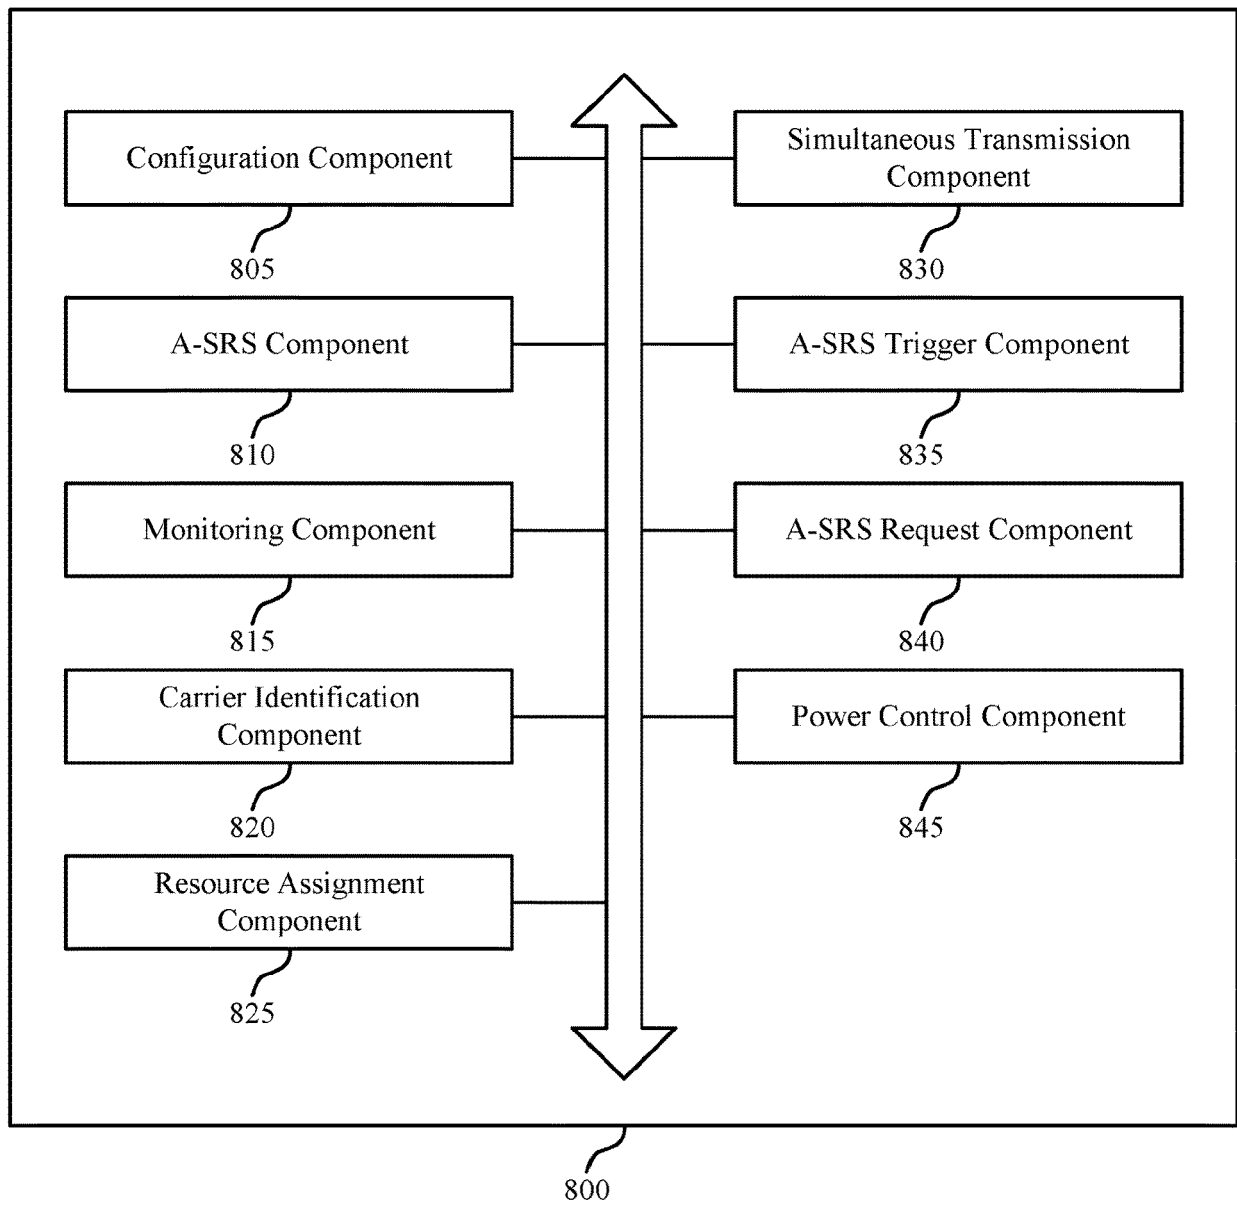 Configuration Component
805
A-SRS Component
810
Monitoring Component
815
Carrier Identification
Component
820
Resource Assignment
Component
825
Simultaneous Transmission
Component
830
A-SRS Trigger Component
835
A-SRS Request Component
840
Power Control Component
845
800